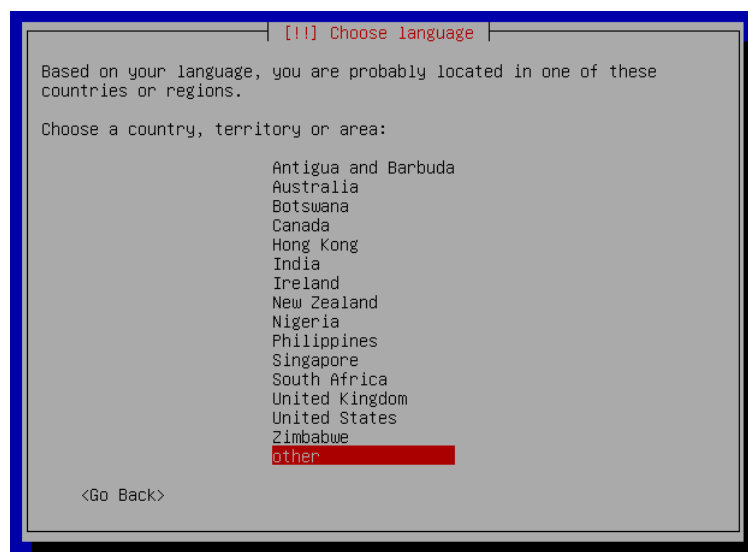 [!!] Choose language
Based on your language, you are probably located in one of these
countries or regions.
Choose a country, territory or area:
Antigua and Barbuda
Australia
Botswana
Canada
Hong Kong
India
Ireland
New Zealand
Nigeria
Philippines
Singapore
South Africa
United Kingdom
United States
Zimbabwe
other
<Go Back>